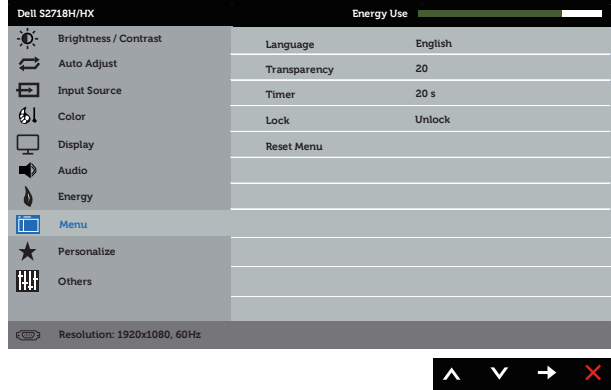 Dell S2718H/HX Energy Use
Brightness / Contrast
Auto Adjust
Input Source
Color
Display
Audio
Energy
Menu
Personalize
Others
Language English
Transparency 20
Timer 20 s
Lock Unlock
Reset Menu
Resolution: 1920x1080, 60Hz